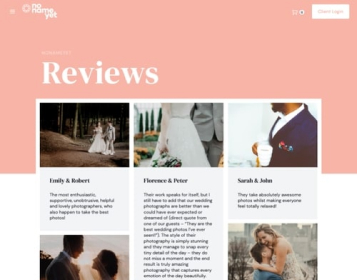 no
name
yet
Client Login
Reviews
Emily & Robert
The most enthusiastic,
supportive, unobtrusive, helpful
and lovely photographers, who
also happen to take the best
photos!
Florence & Peter
Their work speaks for itself, but I
still have to add that our wedding
photographs are better than we
could have ever expected or
dreamed of (direct quote from
one of our guests - "They are the
best wedding photos I've ever
seen!"). The style of their
photography is simply stunning
and they manage to snap every
tiny detail of the day – they do
not miss a moment and the end
result is truly amazing
photography that captures every
emotion of the day beautifully.
Sarah & John
They take absolutely awesome
photos whilst making everyone
feel totally relaxed!